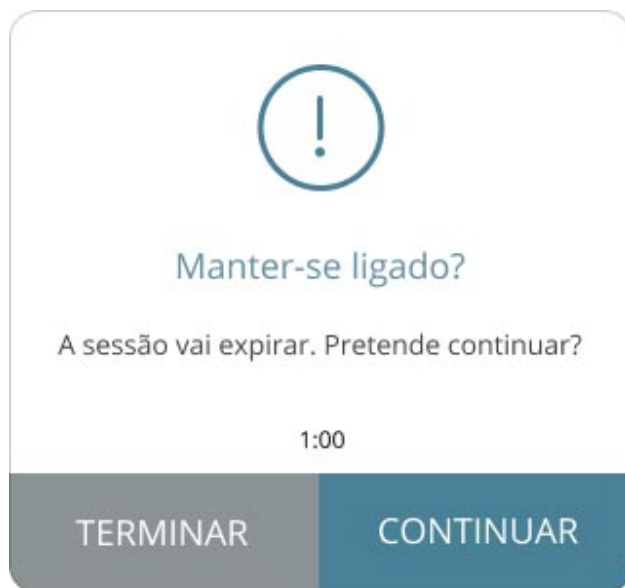 Manter-se ligado?
A sessão vai expirar. Pretende continuar?
1:00
TERMINAR CONTINUAR